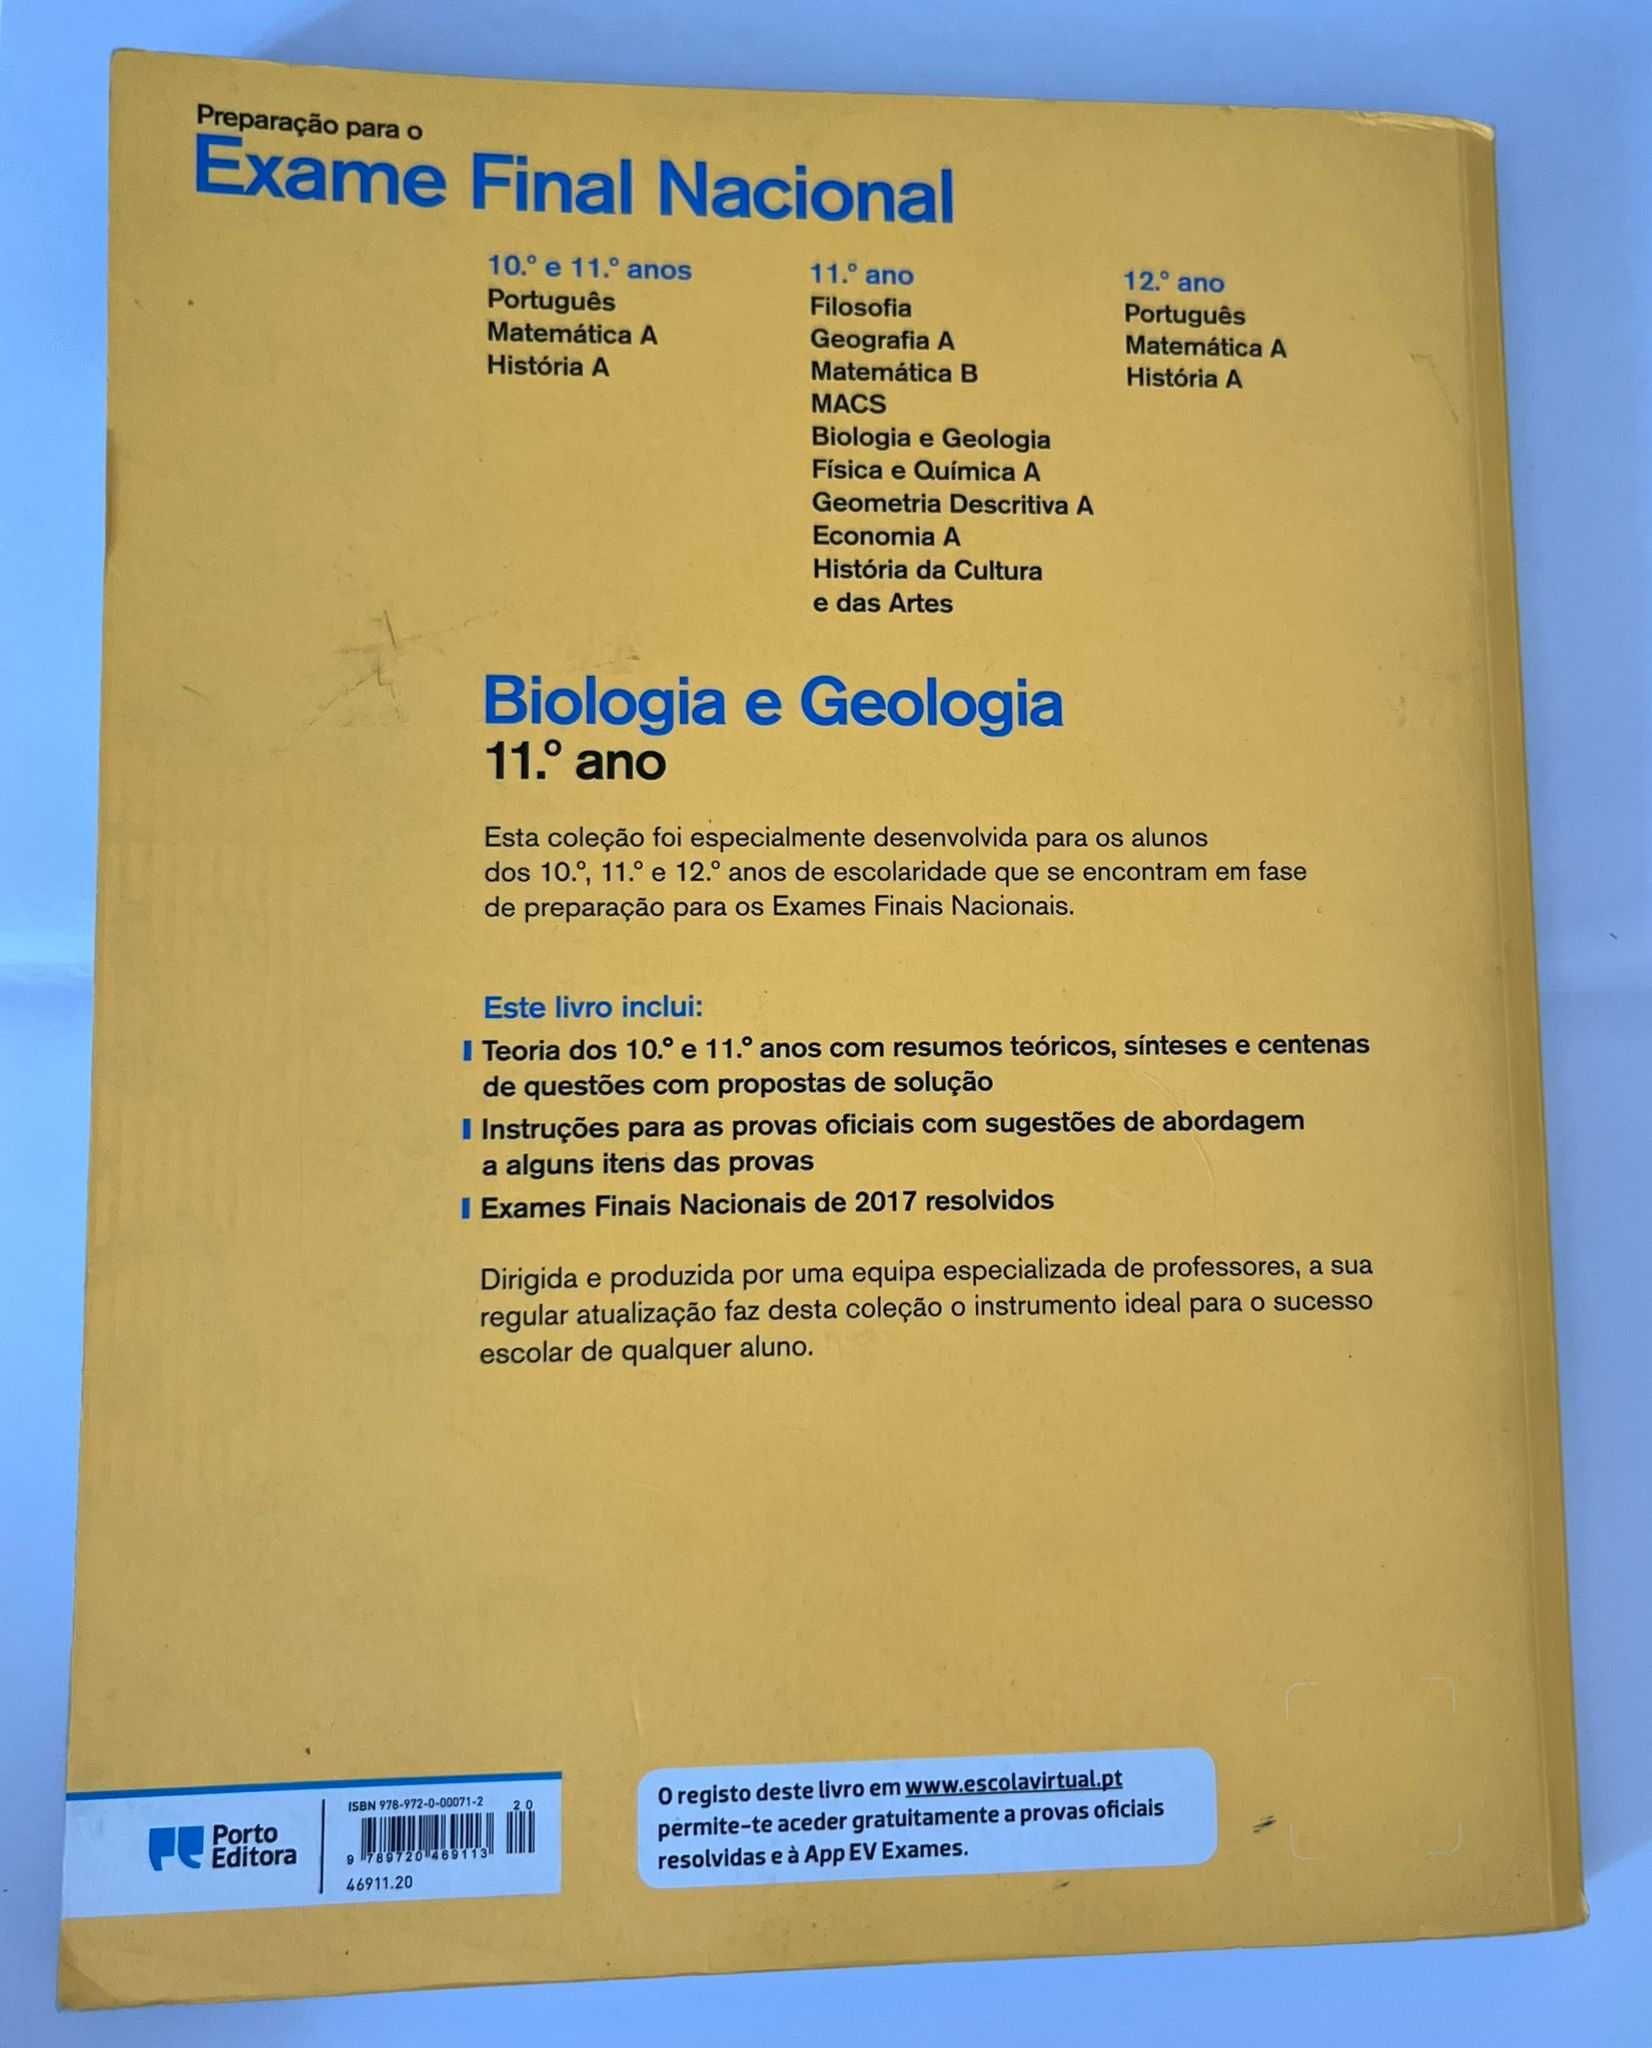 Preparação para o
Exame Final Nacional
10.º e 11.º anos
Português
Matemática A
História A
11.º ano
Filosofia
Geografia A
Matemática B
MACS
Biologia e Geologia
Física e Química A
Geometria Descritiva A
Economia A
História da Cultura
e das Artes
12.º ano
Português
Matemática A
História A
Biologia e Geologia
11.º ano
Esta coleção foi especialmente desenvolvida para os alunos
dos 10.º, 11.º e 12.º anos de escolaridade que se encontram em fase
de preparação para os Exames Finais Nacionais.
Este livro inclui:
Teoria dos 10.º e 11.º anos com resumos teóricos, sínteses e centenas
de questões com propostas de solução
Instruções para as provas oficiais com sugestões de abordagem
a alguns itens das provas
Exames Finais Nacionais de 2017 resolvidos
Dirigida e produzida por uma equipa especializada de professores, a sua
regular atualização faz desta coleção o instrumento ideal para o sucesso
escolar de qualquer aluno.
Porto
Editora
ISBN 978-972-0-00071-2
20
9 789720 469113
46911.20
O registo deste livro em www.escolavirtual.pt
permite-te aceder gratuitamente a provas oficiais
resolvidas e à App EV Exames.